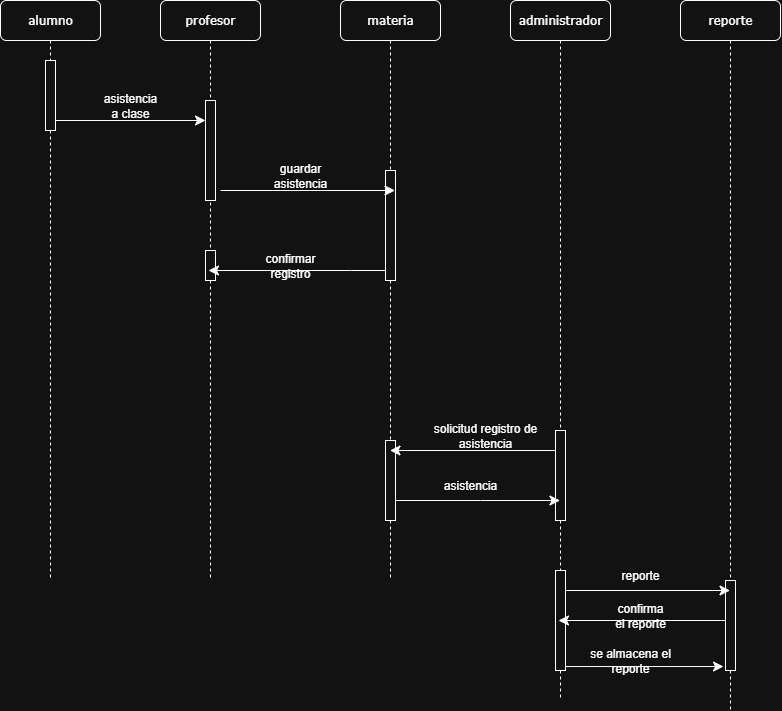 alumno
profesor
materia
administrador
reporte
asistencia
a clase
guardar
asistencia
confirmar
registro
solicitud registro de
asistencia
asistencia
reporte
confirma
el reporte
se almacena el
reporte